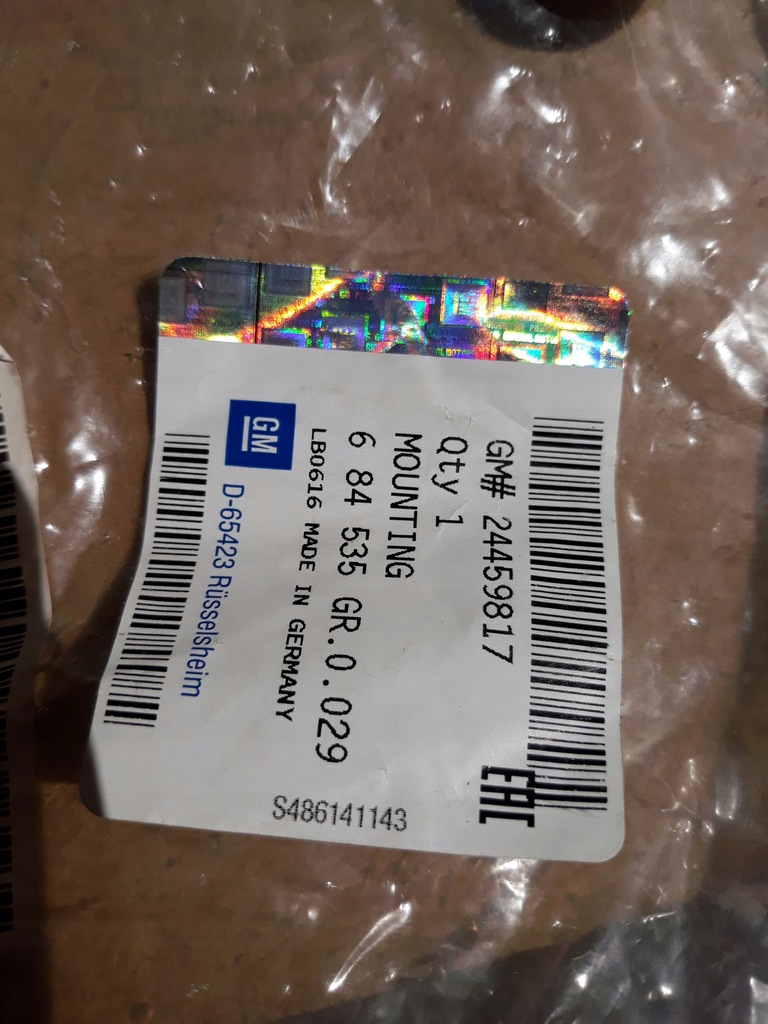 GM# 24459817
Qty 1
MOUNTING
6 84 535 GR.0.029
LB0616 MADE IN GERMANY
EAC
GM
D-65423 Rüsselsheim
S486141143